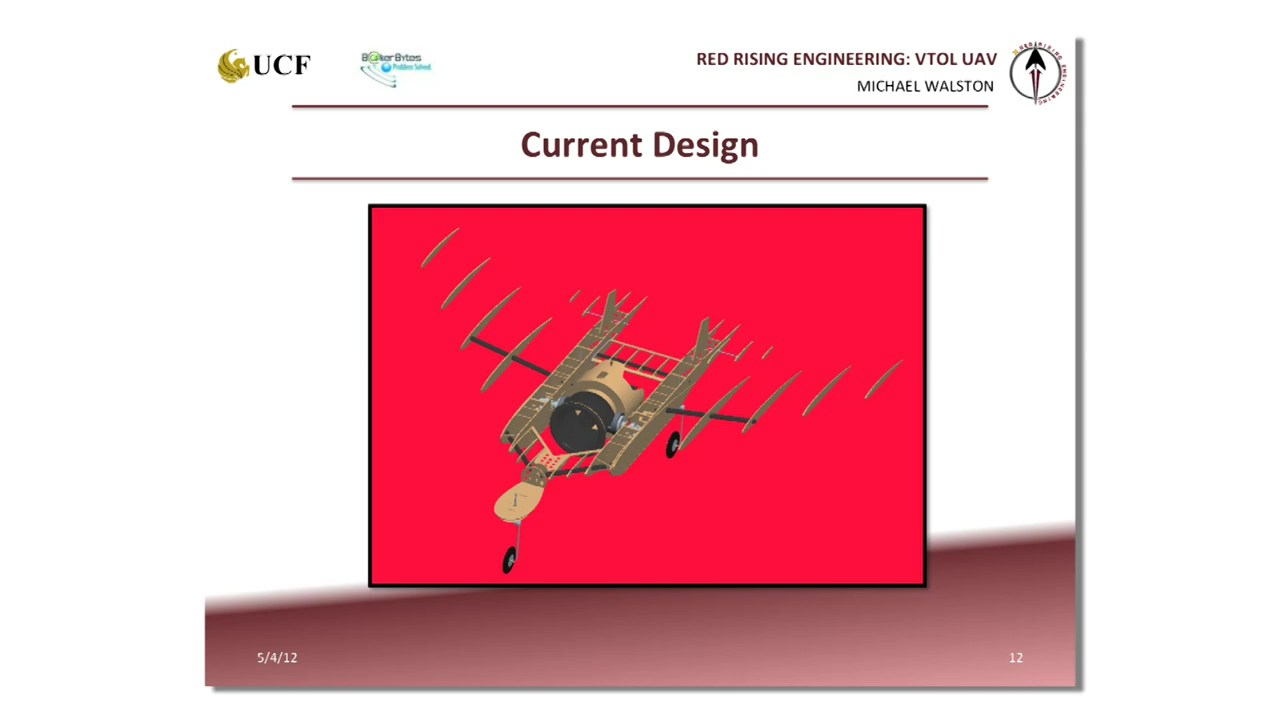 UCF
RED RISING ENGINEERING: VTOL UAV
MICHAEL WALSTON
Current Design
5/4/12
12